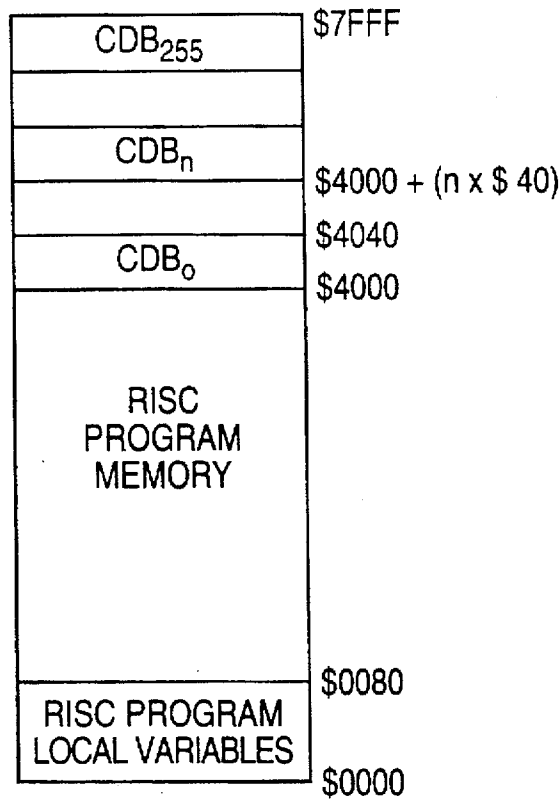 CDB255
$7FFF
CDBn
$4000 + (n x $ 40)
$4040
CDBo
$4000
RISC
PROGRAM
MEMORY
$0080
RISC PROGRAM
LOCAL VARIABLES
$0000